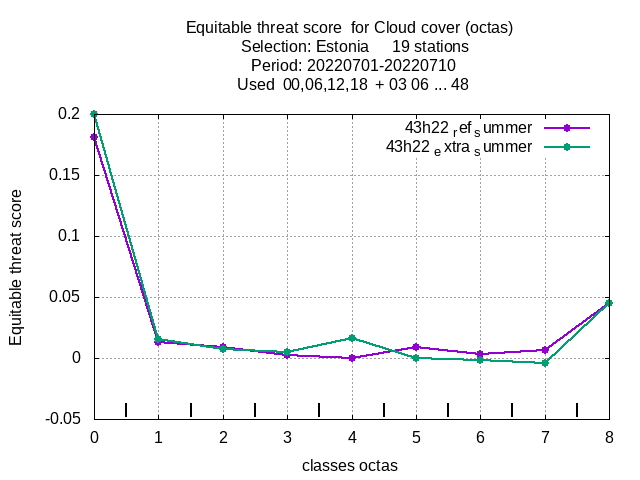 Equitable threat score  for Cloud cover (octas)
Selection: Estonia     19 stations
Period: 20220701-20220710
Used  00,06,12,18  + 03 06 ... 48
43h22 ref summer
43h22 extra summer
0.2
0.15
0.1
0.05
0
-0.05
Equitable threat score
0 1 2 3 4 5 6 7 8
classes octas